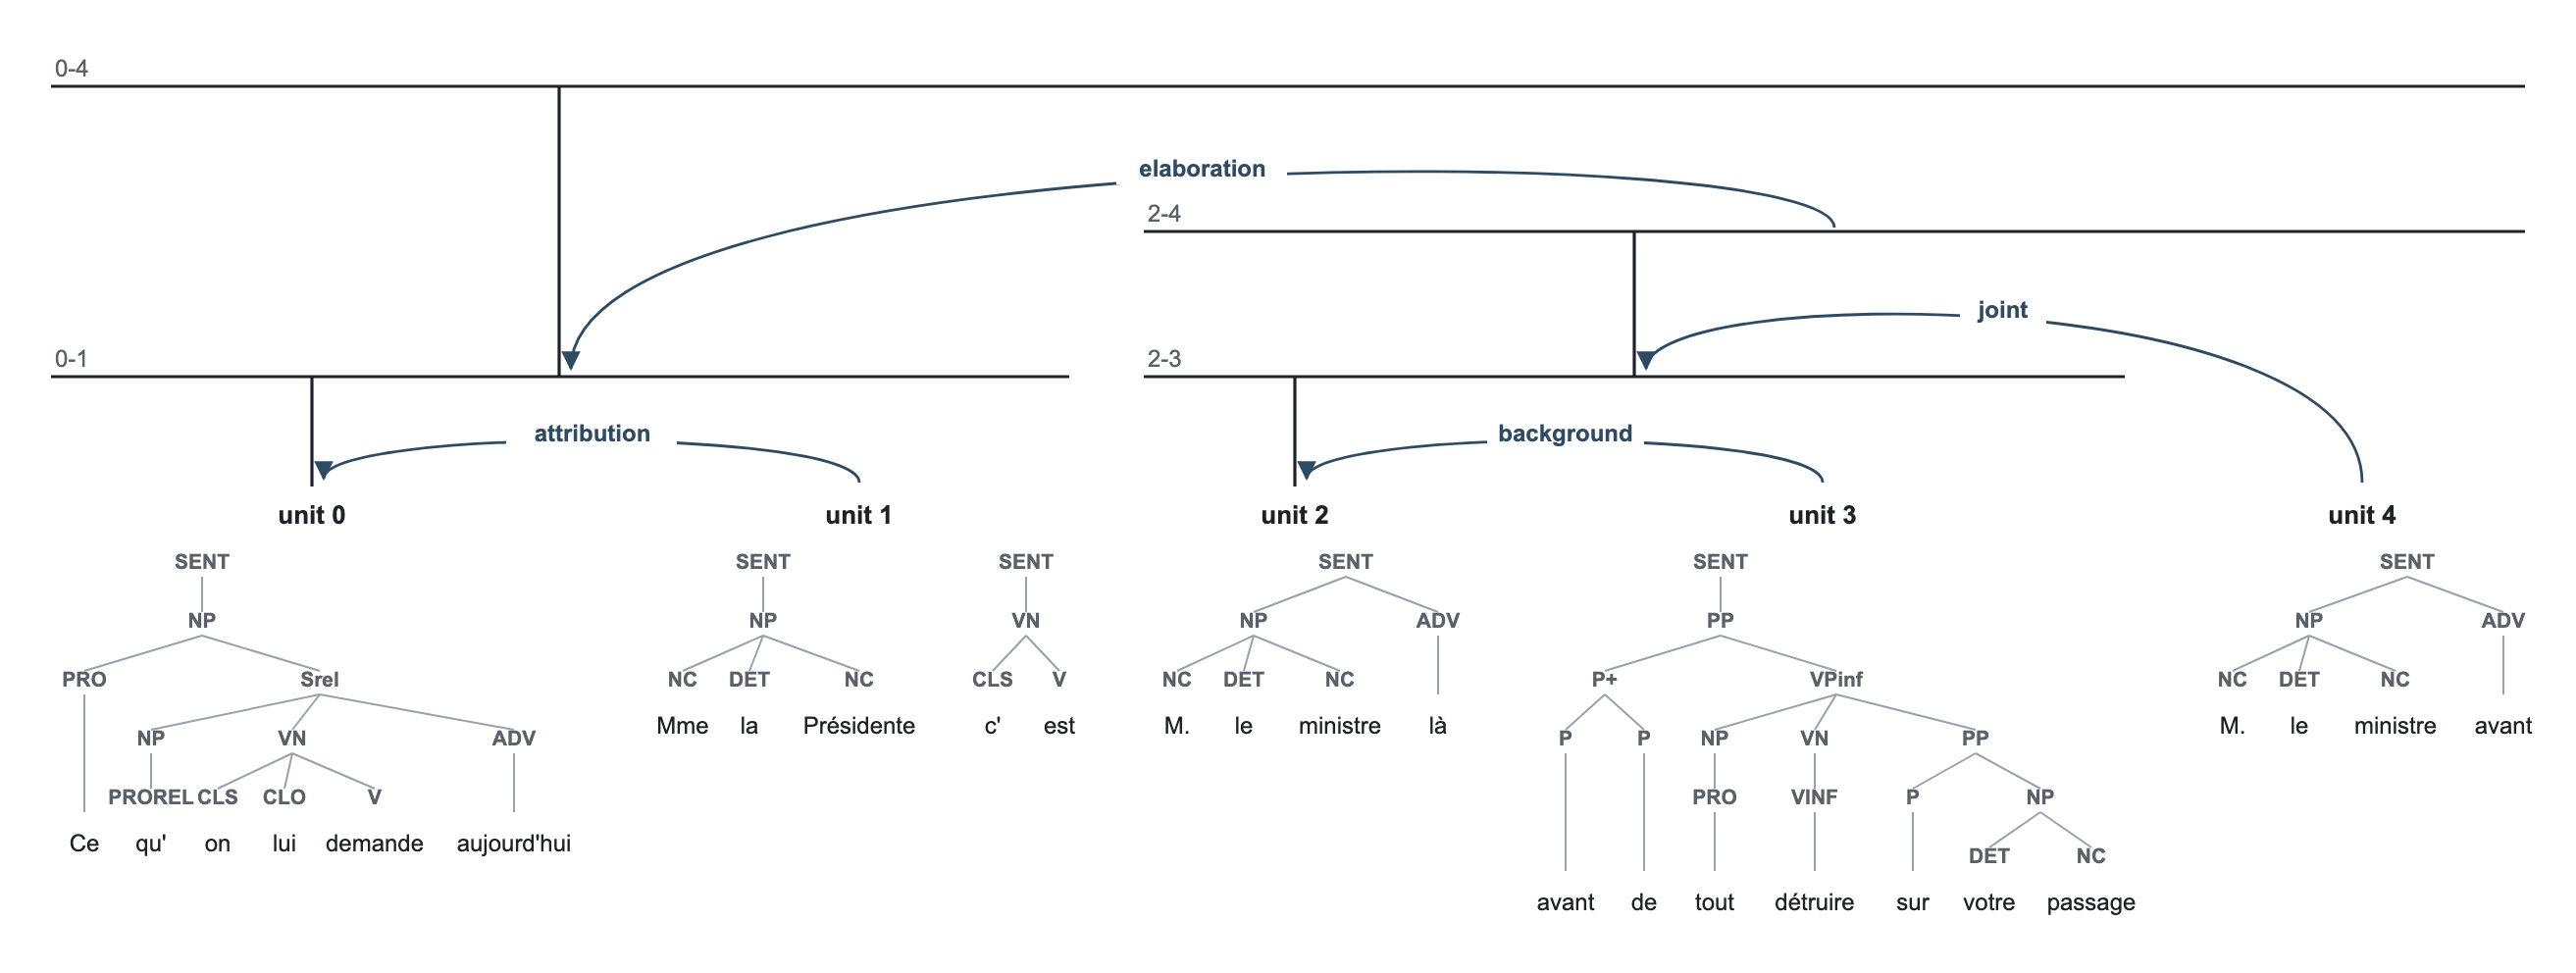 0-4
elaboration
2-4
joint
0-1
2-3
attribution
background
unit 0 unit 1 unit 2 unit 3 unit 4
SENT SENT SENT SENT SENT SENT
NP NP VN NP ADV PP NP ADV
PRO Srel NC DET NC CLS V NC DET NC P+ VPinf NC DET NC
Mme la Présidente c' est M. le ministre là M. le ministre avant
NP VN ADV P P NP VN PP
PROREL CLS CLO V PRO VINF P NP
Ce qu' on lui demande aujourd'hui
DET NC
avant de tout détruire sur votre passage